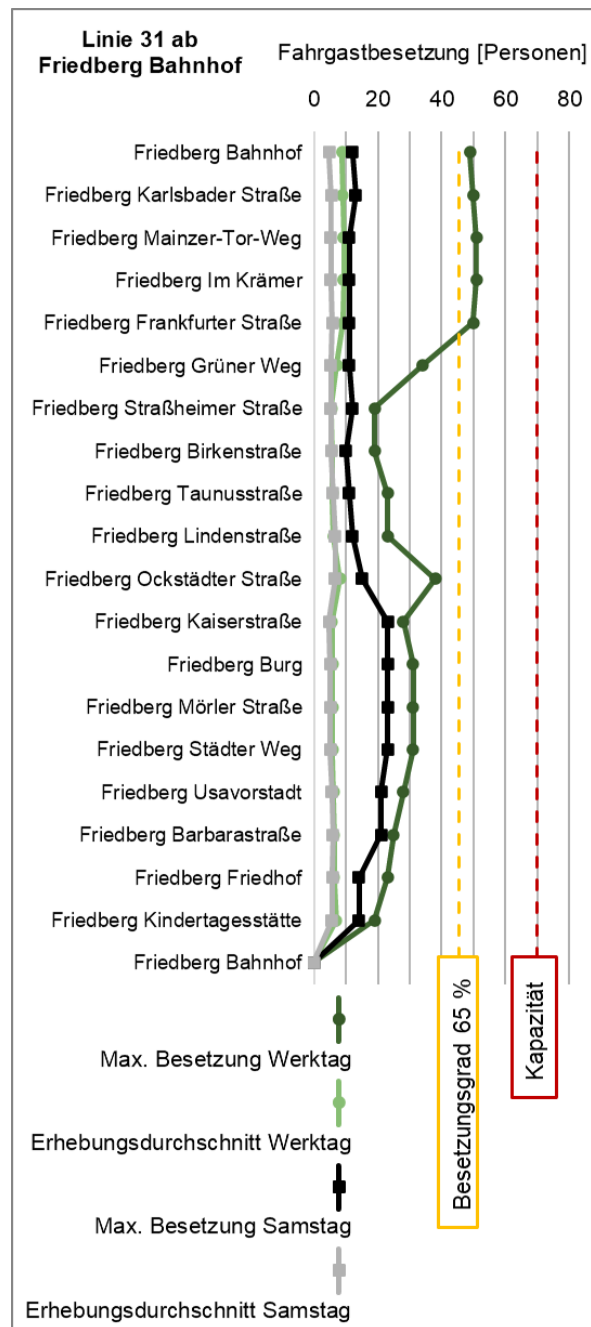 Linie 31 ab
Friedberg Bahnhof
Fahrgastbesetzung [Personen]
0 20 40 60 80
Friedberg Bahnhof
Friedberg Karlsbader Straße
Friedberg Mainzer-Tor-Weg
Friedberg Im Krämer
Friedberg Frankfurter Straße
Friedberg Grüner Weg
Friedberg Straßheimer Straße
Friedberg Birkenstraße
Friedberg Taunusstraße
Friedberg Lindenstraße
Friedberg Ockstädter Straße
Friedberg Kaiserstraße
Friedberg Burg
Friedberg Mörler Straße
Friedberg Städter Weg
Friedberg Usavorstadt
Friedberg Barbarastraße
Friedberg Friedhof
Friedberg Kindertagesstätte
Friedberg Bahnhof
Besetzungsgrad 65 %
Kapazität
Max. Besetzung Werktag
Erhebungsdurchschnitt Werktag
Max. Besetzung Samstag
Erhebungsdurchschnitt Samstag